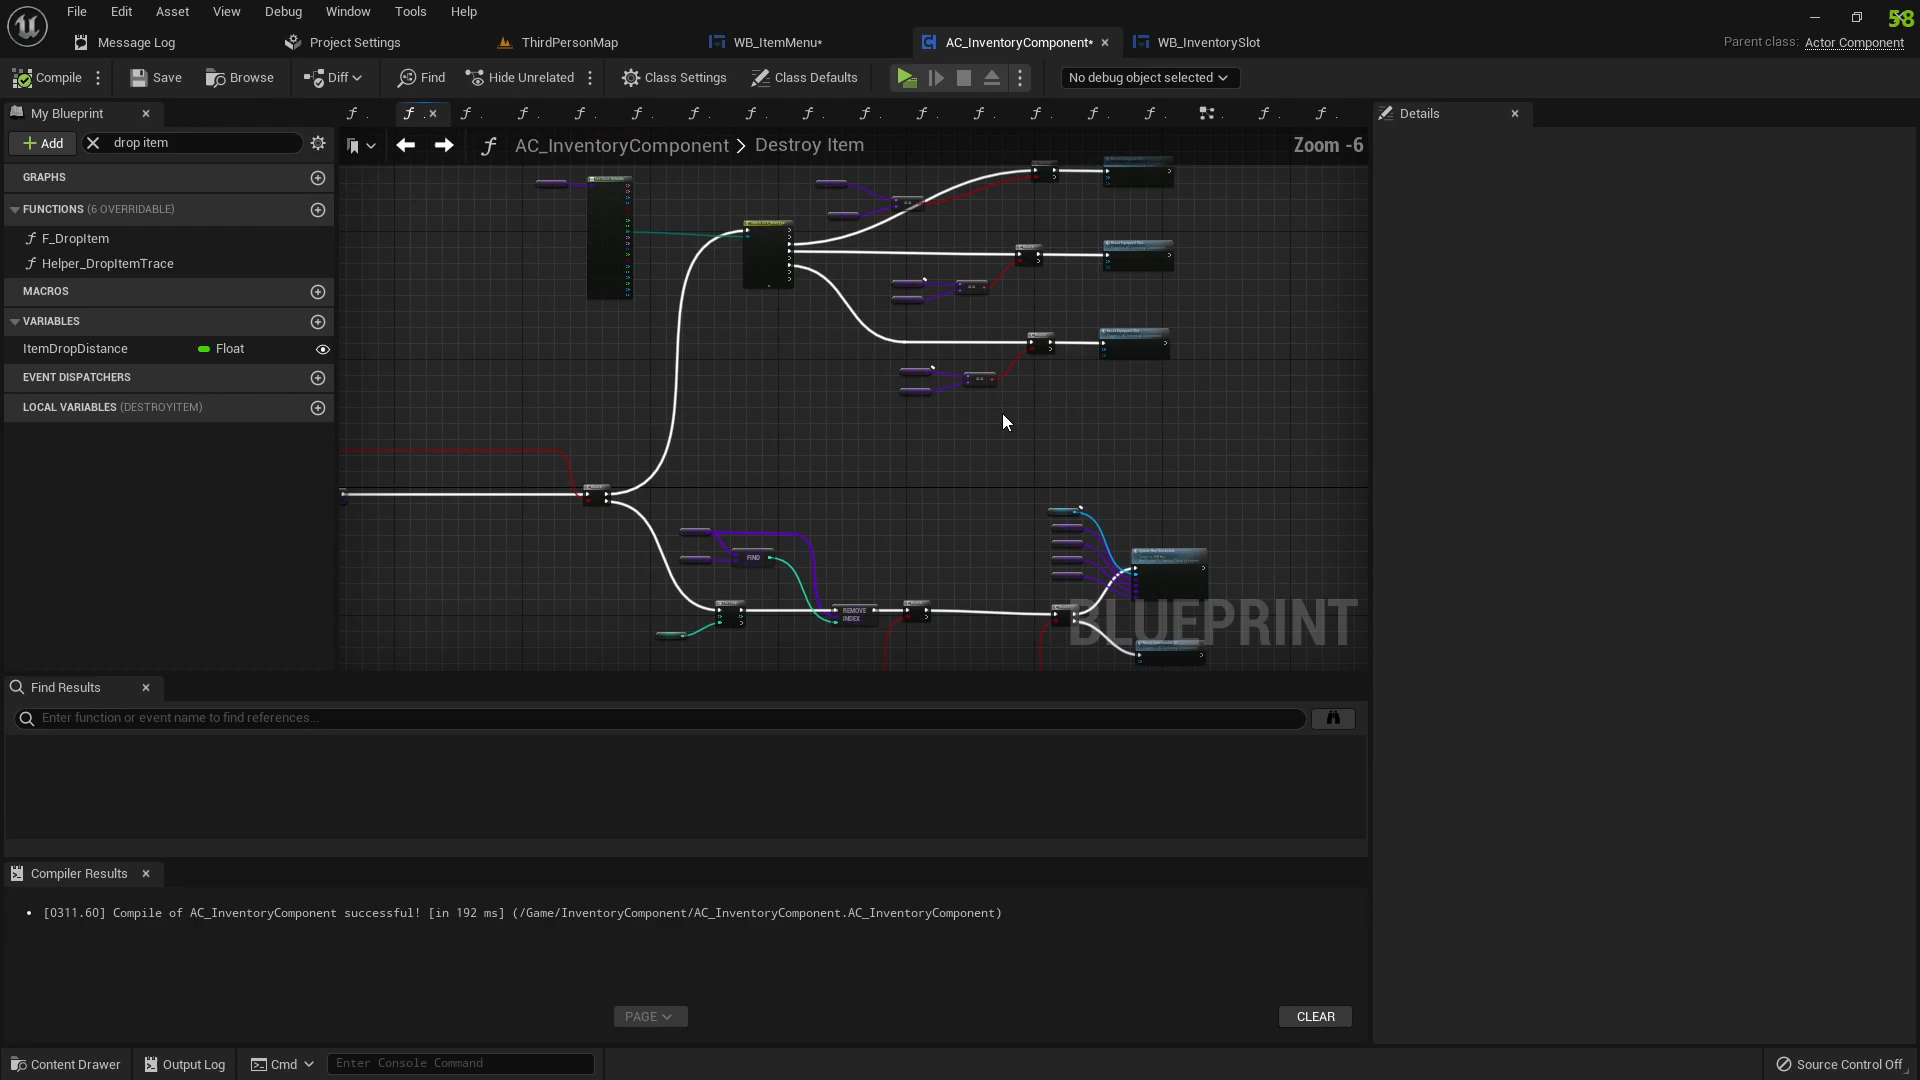 File Edit Asset View Debug Window Tools Help
58
Message Log
Project Settings
ThirdPersonMap
WB_ItemMenu*
AC_InventoryComponent*
WB_InventorySlot
Parent class: Actor Component
Compile
Save
Browse
Diff
Find
Hide Unrelated
Class Settings
Class Defaults
No debug object selected
My Blueprint
Details
Add
drop item
AC_InventoryComponent > Destroy Item
Zoom -6
GRAPHS
FUNCTIONS (6 OVERRIDABLE)
F_DropItem
Helper_DropItemTrace
MACROS
VARIABLES
ItemDropDistance
Float
EVENT DISPATCHERS
LOCAL VARIABLES (DESTROYITEM)
FIND
REMOVE INDEX
BLUEPRINT
Find Results
Enter function or event name to find references...
Compiler Results
[0311.60] Compile of AC_InventoryComponent successful! [in 192 ms] (/Game/InventoryComponent/AC_InventoryComponent.AC_InventoryComponent)
PAGE
CLEAR
Content Drawer
Output Log
Cmd
Enter Console Command
Source Control Off